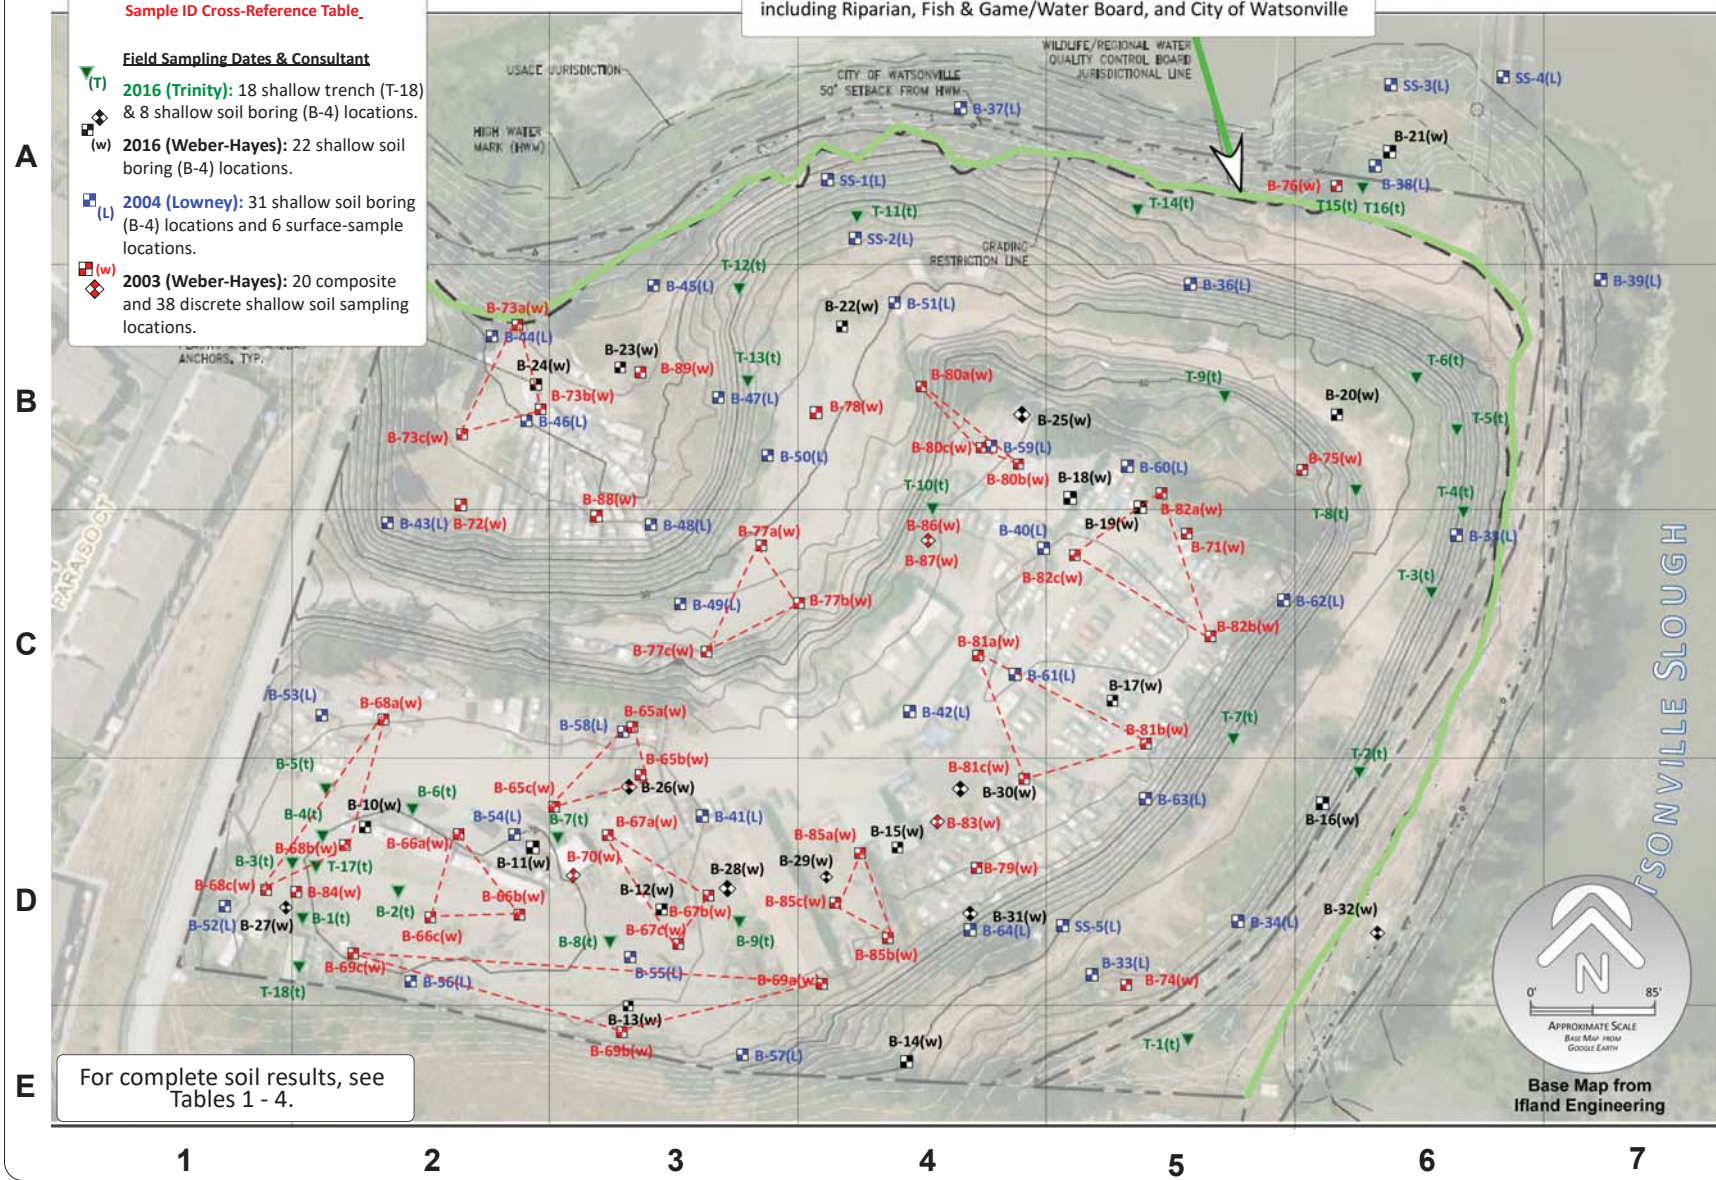 Sample ID Cross-Reference Table
including Riparian, Fish & Game/Water Board, and City of Watsonville
Field Sampling Dates & Consultant
(T) 2016 (Trinity): 18 shallow trench (T-18)
& 8 shallow soil boring (B-4) locations.
(w) 2016 (Weber-Hayes): 22 shallow soil
boring (B-4) locations.
(L) 2004 (Lowney): 31 shallow soil boring
(B-4) locations and 6 surface-sample
locations.
(w) 2003 (Weber-Hayes): 20 composite
and 38 discrete shallow soil sampling
locations.
ANCHORS, TYP.
USACE JURISDICTION
HIGH WATER
MARK (HWM)
CITY OF WATSONVILLE
50' SETBACK FROM HWM
WILDLIFE/REGIONAL WATER
QUALITY CONTROL BOARD
JURISDICTIONAL LINE
GRADING
RESTRICTION LINE
A
B-37(L)
SS-3(L)
SS-4(L)
B-21(w)
SS-1(L)
B-76(w)
B-38(L)
T-11(t)
T-14(t)
T15(t)
T16(t)
SS-2(L)
B
T-12(t)
B-45(L)
B-36(L)
B-39(L)
B-73a(w)
B-22(w)
B-51(L)
B-44(L)
B-23(w)
B-24(w)
B-89(w)
T-13(t)
B-80a(w)
T-9(t)
T-6(t)
B-73b(w)
B-47(L)
B-78(w)
B-25(w)
B-20(w)
T-5(t)
B-46(L)
B-73c(w)
B-80c(w)
B-59(L)
B-50(L)
B-80b(w)
B-60(L)
B-75(w)
B-18(w)
T-10(t)
T-4(t)
B-88(w)
B-82a(w)
T-8(t)
B-72(w)
B-43(L)
B-48(L)
B-19(w)
C
B-77a(w)
B-86(w)
B-87(w)
B-40(L)
B-71(w)
B-82c(w)
T-3(t)
B-49(L)
B-77b(w)
B-62(L)
B-82b(w)
B-77c(w)
B-81a(w)
B-61(L)
B-17(w)
B-53(L)
B-68a(w)
B-65a(w)
B-58(L)
B-42(L)
T-7(t)
B-81b(w)
D
B-5(t)
B-65b(w)
B-81c(w)
T-2(t)
B-65c(w)
B-26(w)
B-30(w)
B-6(t)
B-63(L)
B-10(w)
B-4(t)
B-54(L)
B-7(t)
B-67a(w)
B-41(L)
B-85a(w)
B-15(w)
B-83(w)
B-16(w)
B-68b(w)
B-66a(w)
B-11(w)
B-70(w)
B-3(t)
T-17(t)
B-28(w)
B-29(w)
B-79(w)
B-68c(w)
B-84(w)
B-12(w)
B-66b(w)
B-67b(w)
B-85c(w)
B-52(L)
B-27(w)
B-1(t)
B-2(t)
B-66c(w)
B-67c(w)
B-9(t)
B-31(w)
B-64(L)
SS-5(L)
B-34(L)
B-32(w)
B-8(t)
B-85b(w)
B-69c(w)
B-55(L)
B-33(L)
T-18(t)
B-56(L)
B-69a(w)
B-74(w)
E
B-13(w)
B-69b(w)
B-57(L)
B-14(w)
T-1(t)
For complete soil results, see
Tables 1 - 4.
N
0' 85'
APPROXIMATE SCALE
BASE MAP FROM
GOOGLE EARTH
Base Map from
Ifland Engineering
1 2 3 4 5 6 7